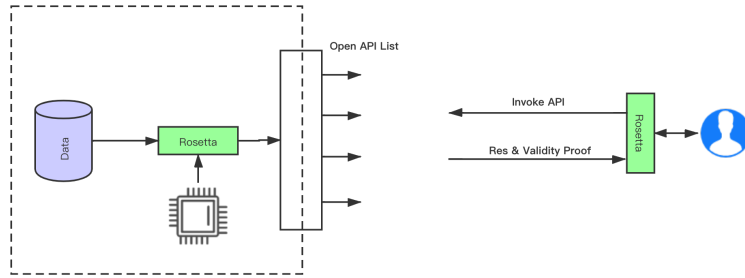 Open API List
Data
Rosetta
Invoke API
Res & Validity Proof
Rosetta